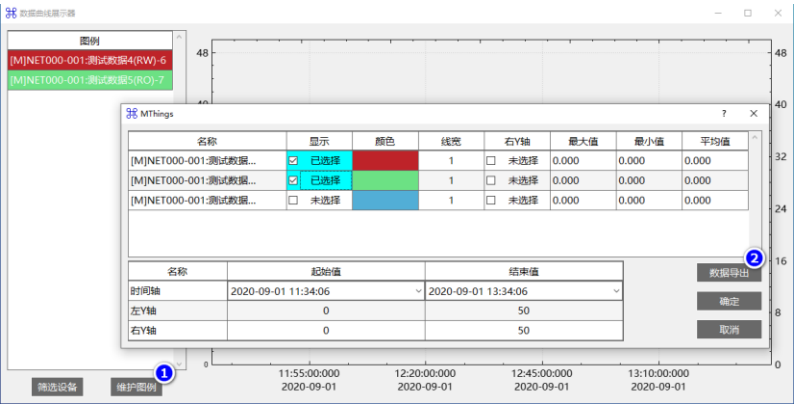 数据曲线展示器
图例
[M]NET000-001:测试数据4(RW)-6
[M]NET000-001:测试数据5(RO)-7
48
48
40
40
MThings
?
名称 显示 颜色 线宽 右Y轴 最大值 最小值 平均值
[M]NET000-001:测试数据... 已选择 1 未选择 0.000 0.000 0.000
[M]NET000-001:测试数据... 已选择 1 未选择 0.000 0.000 0.000
[M]NET000-001:测试数据... 未选择 1 未选择 0.000 0.000 0.000
32
24
16
8
0
名称 起始值 结束值
时间轴 2020-09-01 11:34:06 2020-09-01 13:34:06
左Y轴 0 50
右Y轴 0 50
2
数据导出
确定
取消
0
11:55:00:000 12:20:00:000 12:45:00:000 13:10:00:000
2020-09-01 2020-09-01 2020-09-01 2020-09-01
1
筛选设备 维护图例